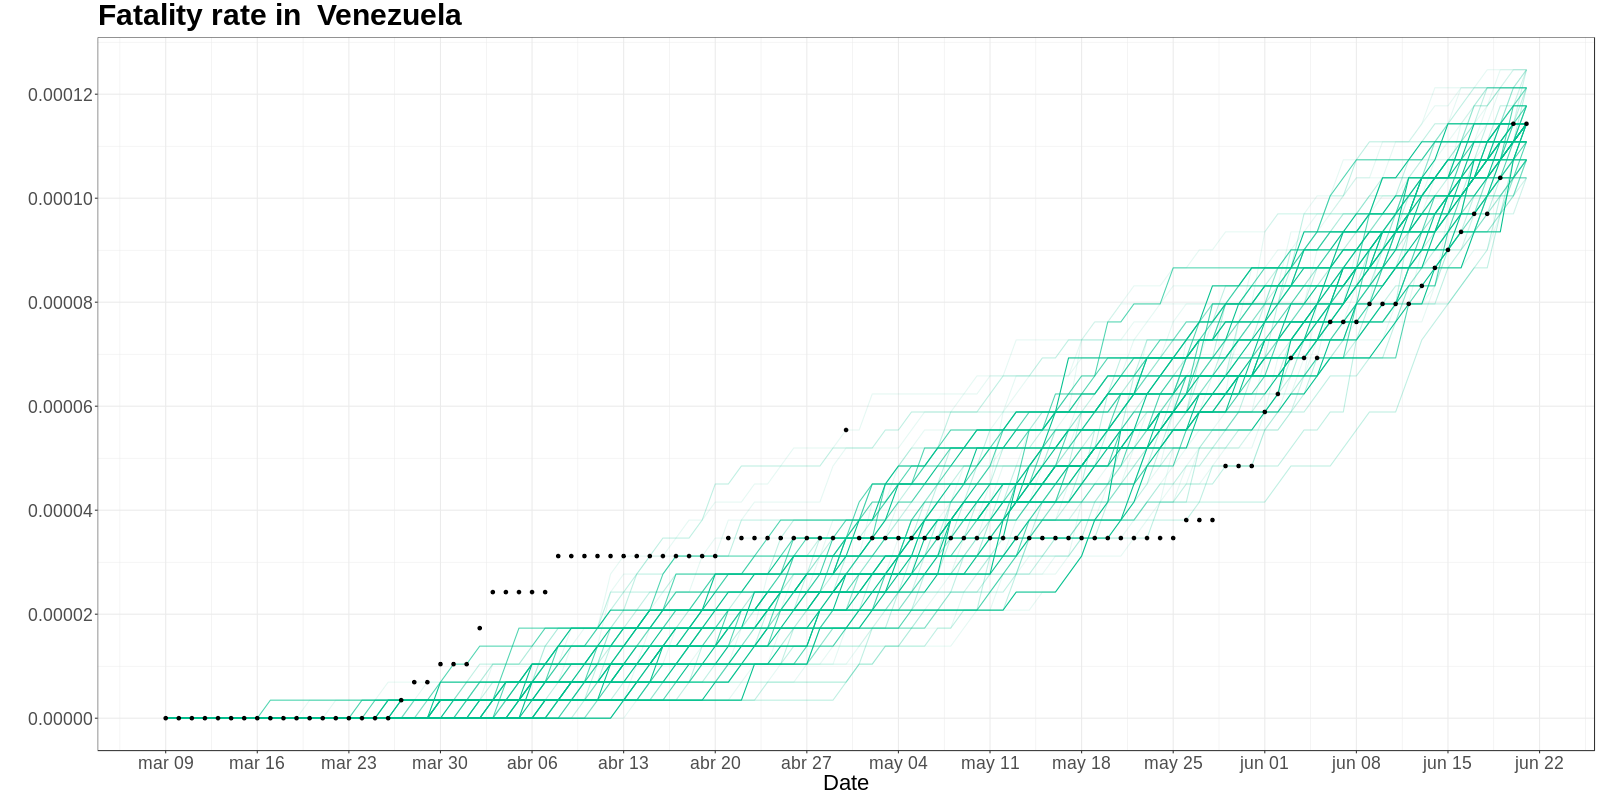 Fatality rate in  Venezuela
0.00012
0.00010
0.00008
0.00006
0.00004
0.00002
0.00000
mar 09 mar 16 mar 23 mar 30 abr 06 abr 13 abr 20 abr 27 may 04 may 11 may 18 may 25 jun 01 jun 08 jun 15 jun 22
Date